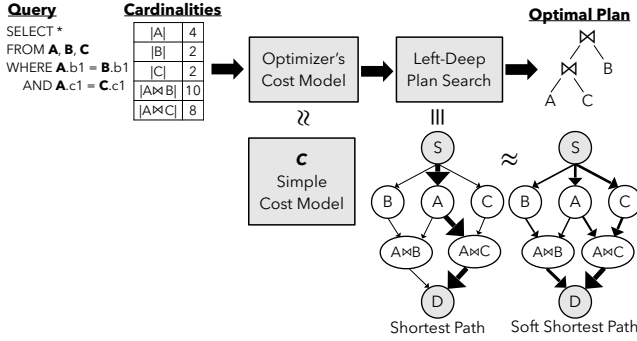 Query
SELECT *
FROM A, B, C
WHERE A.b1 = B.b1
AND A.c1 = C.c1
Cardinalities
|A| 4
|B| 2
|C| 2
|A⋈B| 10
|A⋈C| 8
Optimizer's
Cost Model
Left-Deep
Plan Search
Optimal Plan
⋈
⋈ B
A C
≈
≡
C
Simple
Cost Model
S
B A C
A⋈B A⋈C
D
Shortest Path
≈
S
B A C
A⋈B A⋈C
D
Soft Shortest Path